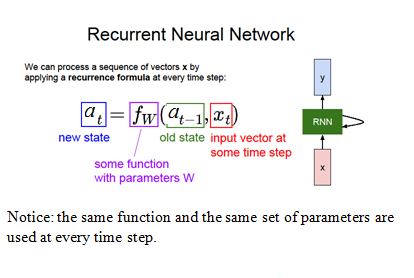 Recurrent Neural Network
We can process a sequence of vectors x by
applying a recurrence formula at every time step:
a_t = f_W(a_{t-1}, x_t)
new state
old state
input vector at
some time step
some function
with parameters W
y
RNN
x
Notice: the same function and the same set of parameters are
used at every time step.